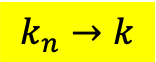 kₙ → k